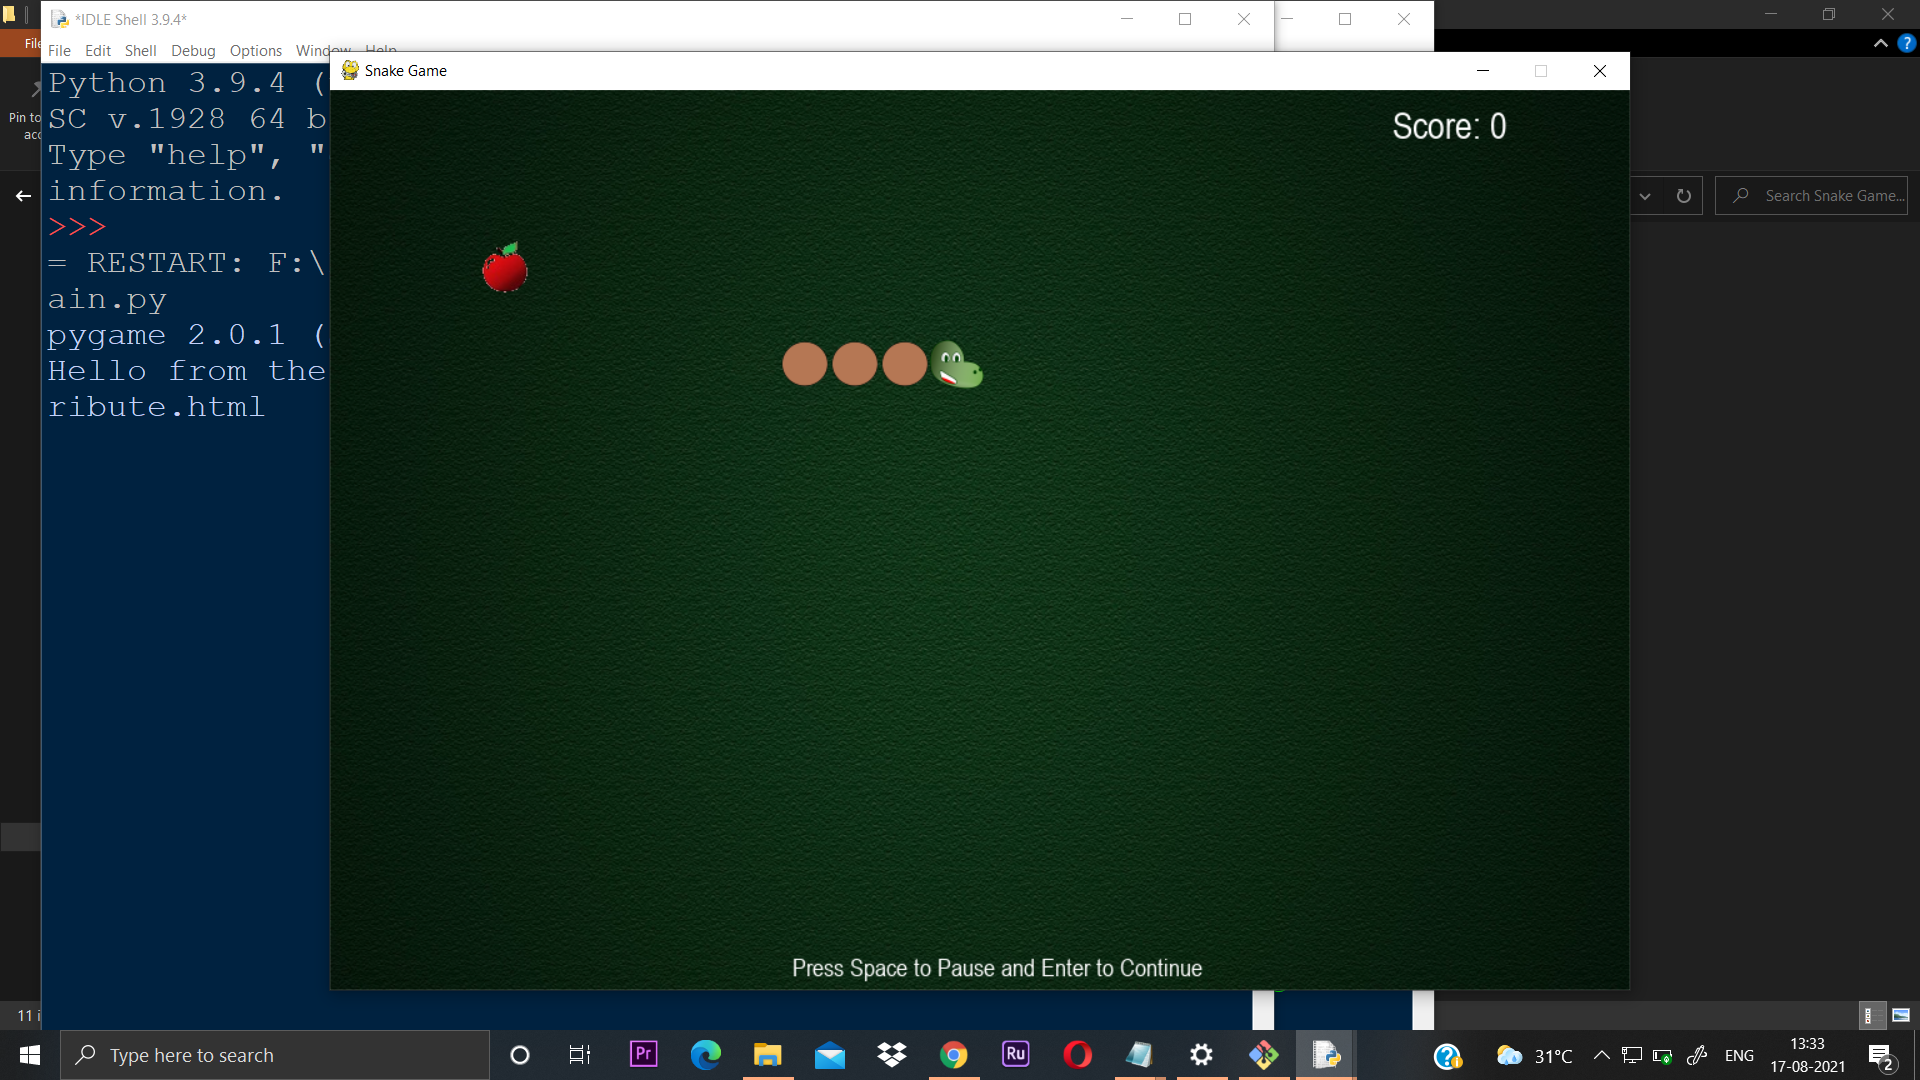 *IDLE Shell 3.9.4*
File Edit Shell Debug Options Window Help
File
Pin to
acc
Python 3.9.4 (
SC v.1928 64 b
Type "help", "
information.
>>>
= RESTART: F:\
ain.py
pygame 2.0.1 (
Hello from the
ribute.html
Snake Game
Score: 0
Press Space to Pause and Enter to Continue
Search Snake Game...
11 i
Type here to search
Pr
Ru
31°C
ENG
13:33
17-08-2021
2